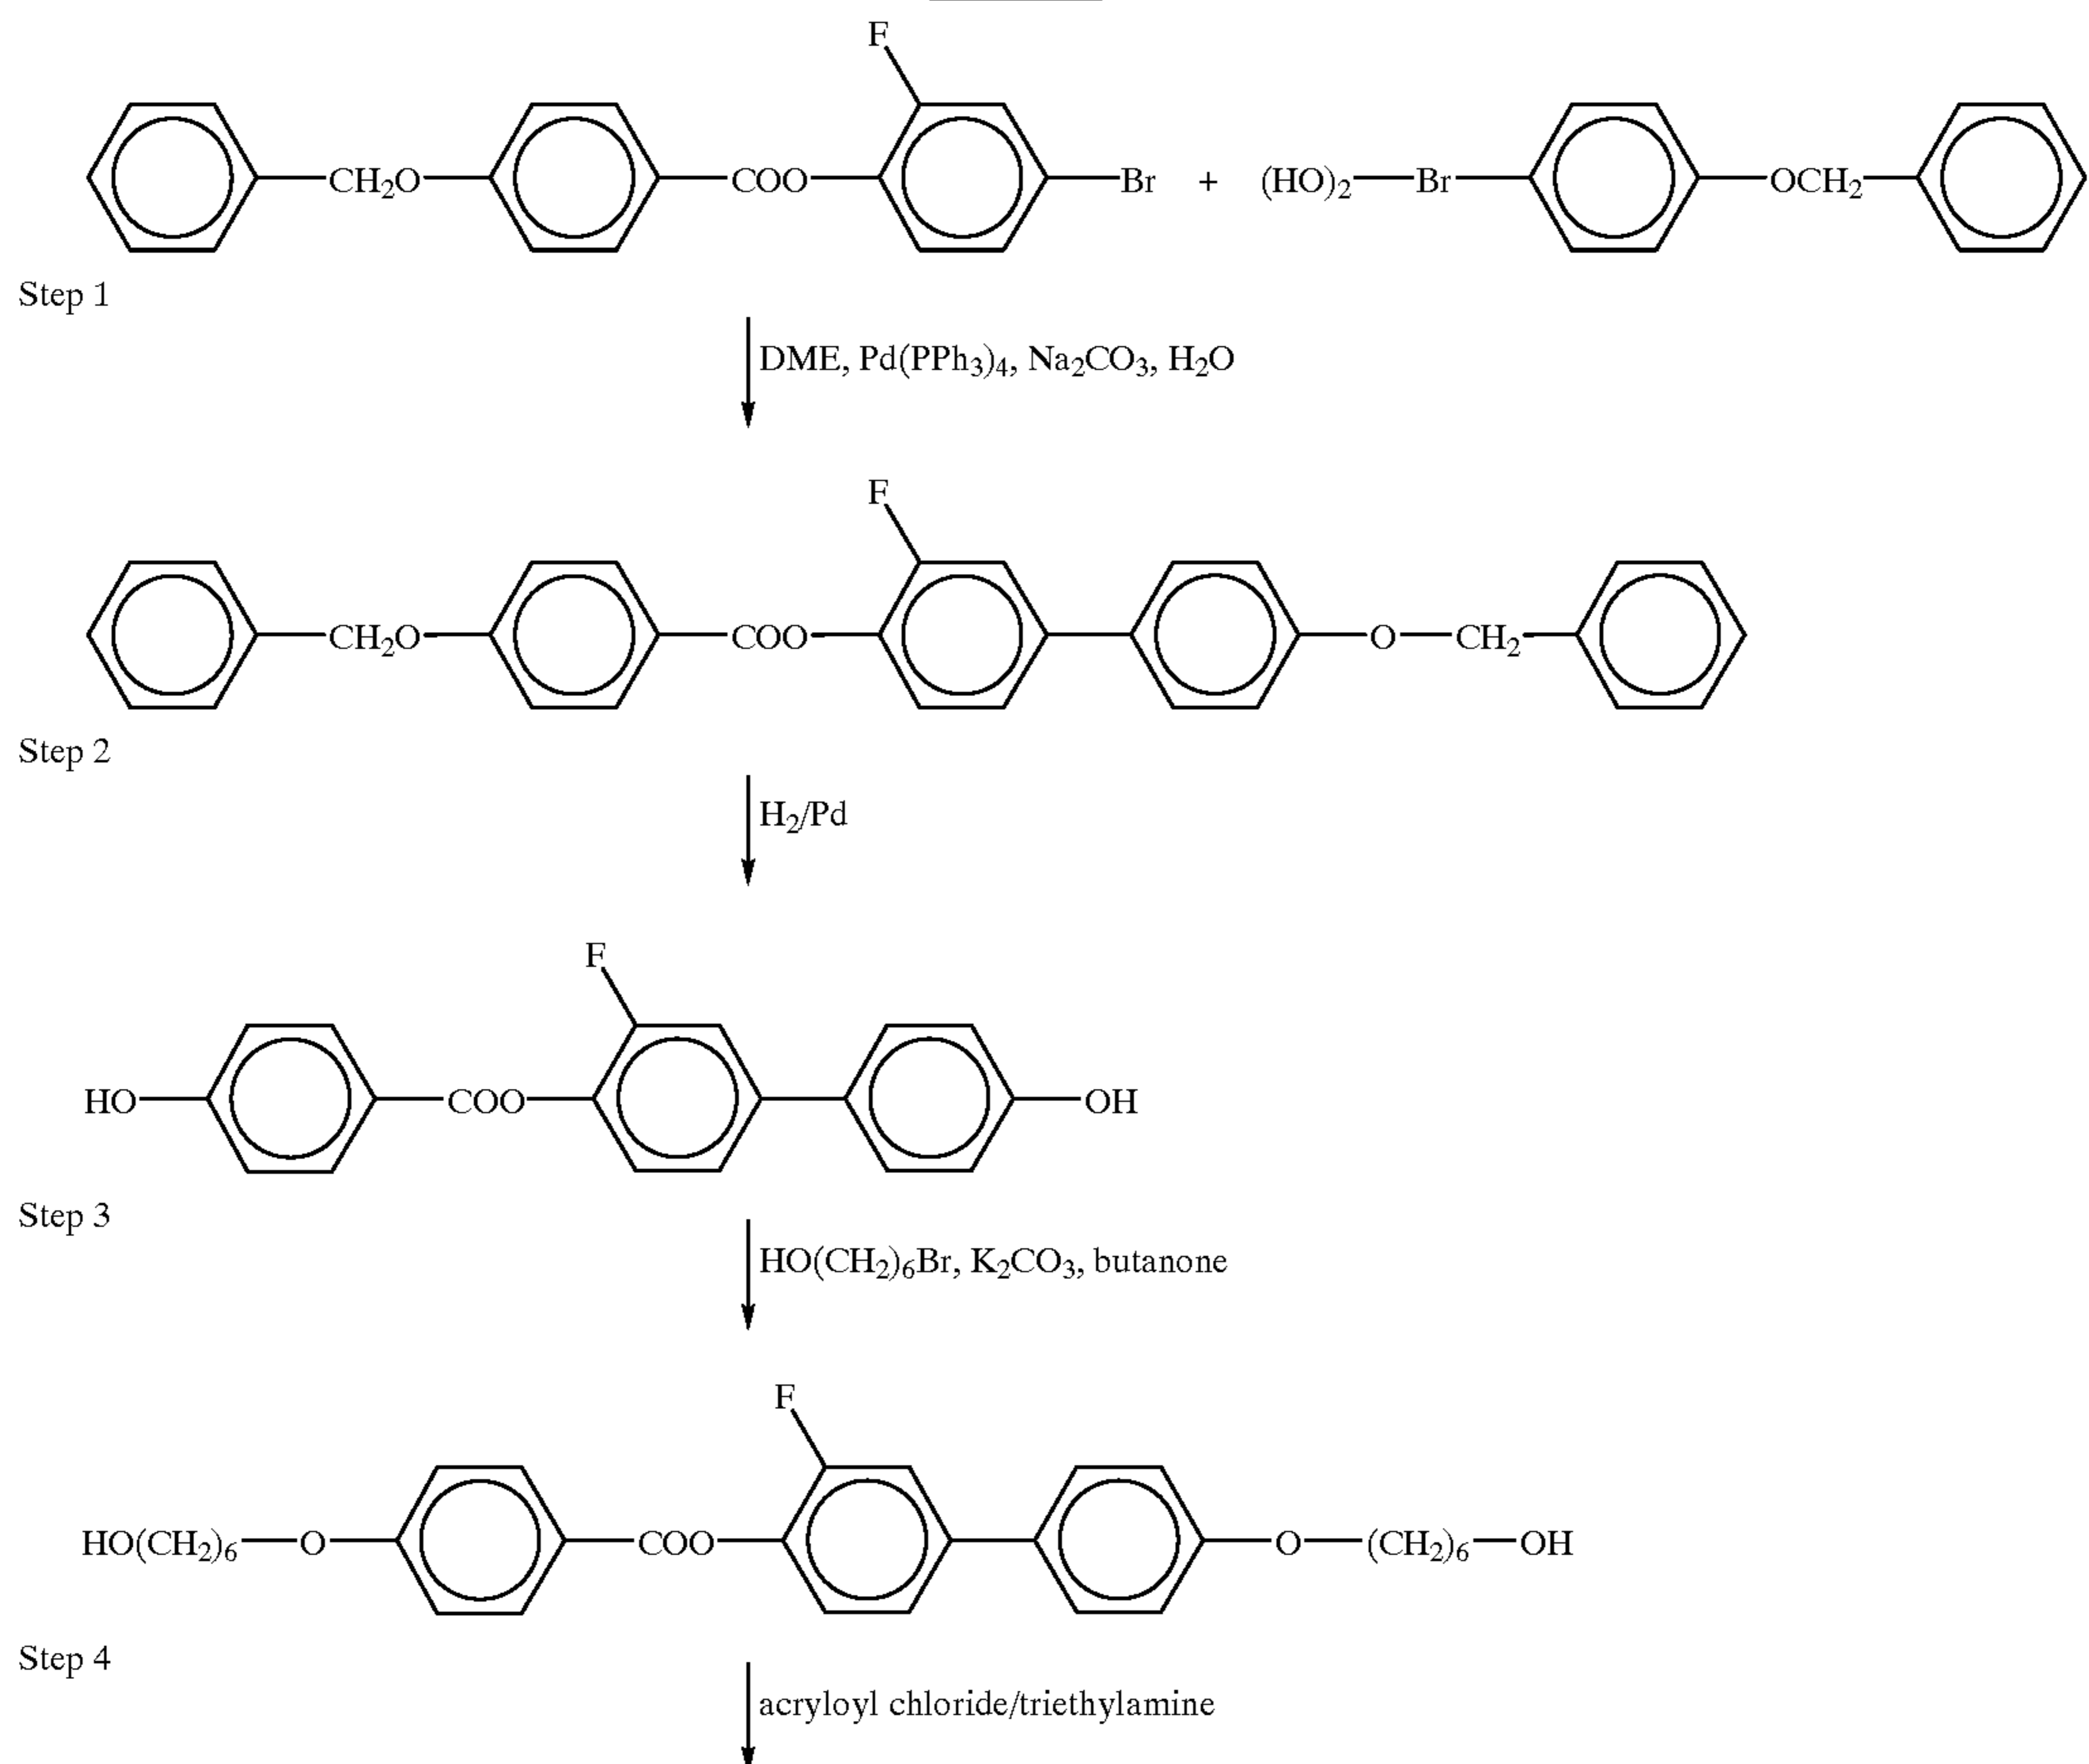 F
CH2O COO Br + (HO)2 Br OCH2
Step 1
DME, Pd(PPh3)4, Na2CO3, H2O
F
CH2O COO O CH2
Step 2
H2/Pd
F
HO COO OH
Step 3
HO(CH2)6Br, K2CO3, butanone
F
HO(CH2)6 O COO O (CH2)6 OH
Step 4
acryloyl chloride/triethylamine